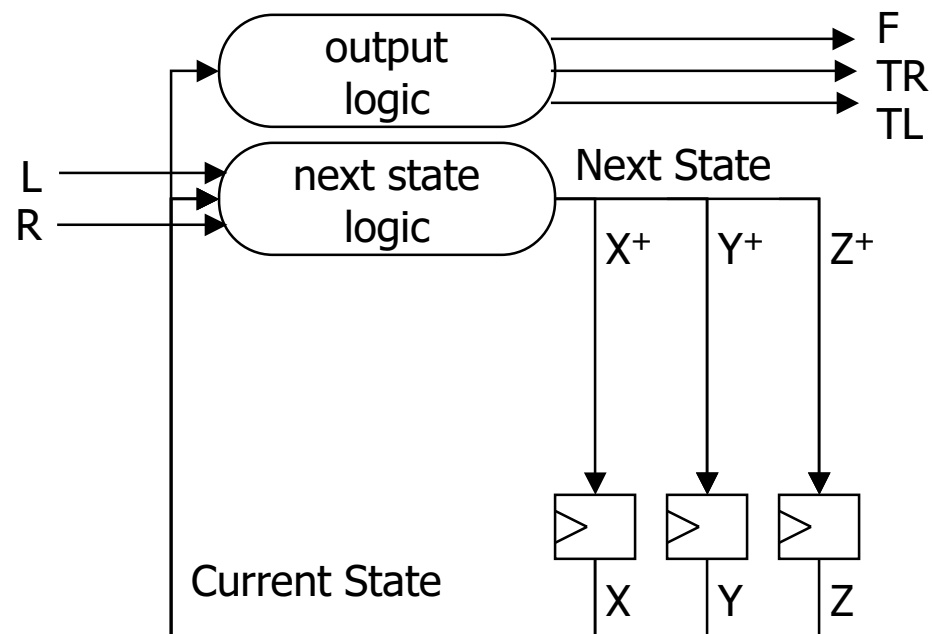 output
logic
F
TR
TL
L
R
next state
logic
Next State
X⁺
Y⁺
Z⁺
Current State
X
Y
Z